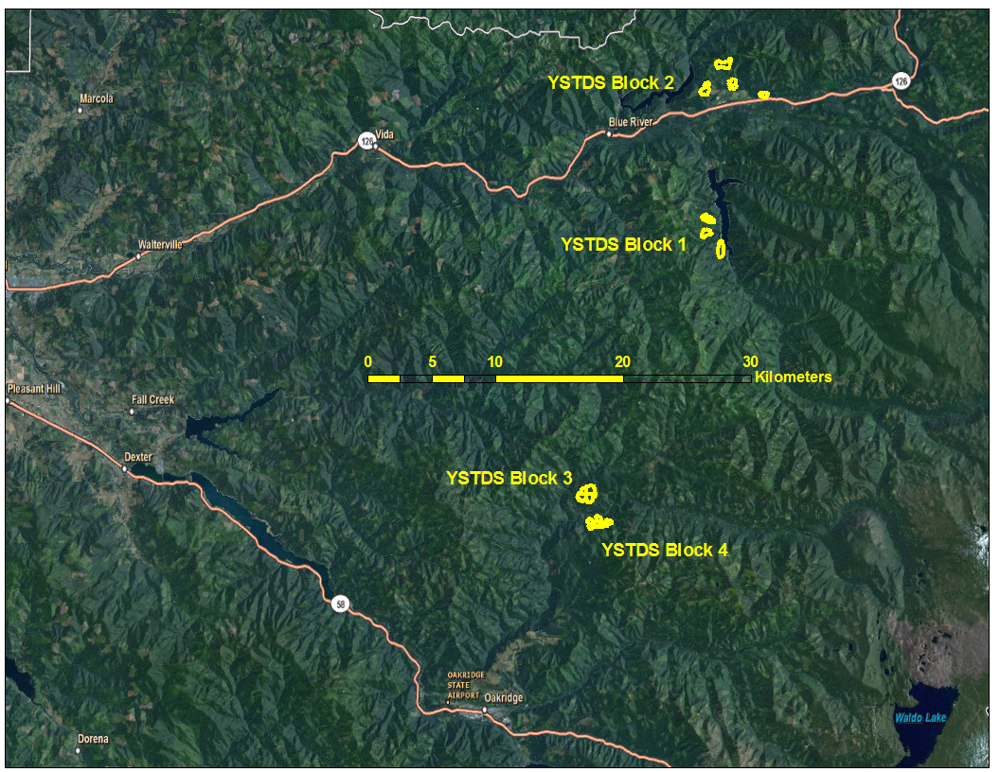 YSTDS Block 2
126
Marcola
Blue River
126
Vida
Walterville
YSTDS Block 1
0 5 10 20 30
Kilometers
Pleasant Hill
Fall Creek
Dexter
YSTDS Block 3
YSTDS Block 4
58
OAKRIDGE
STATE
AIRPORT
Oakridge
Waldo Lake
Dorena